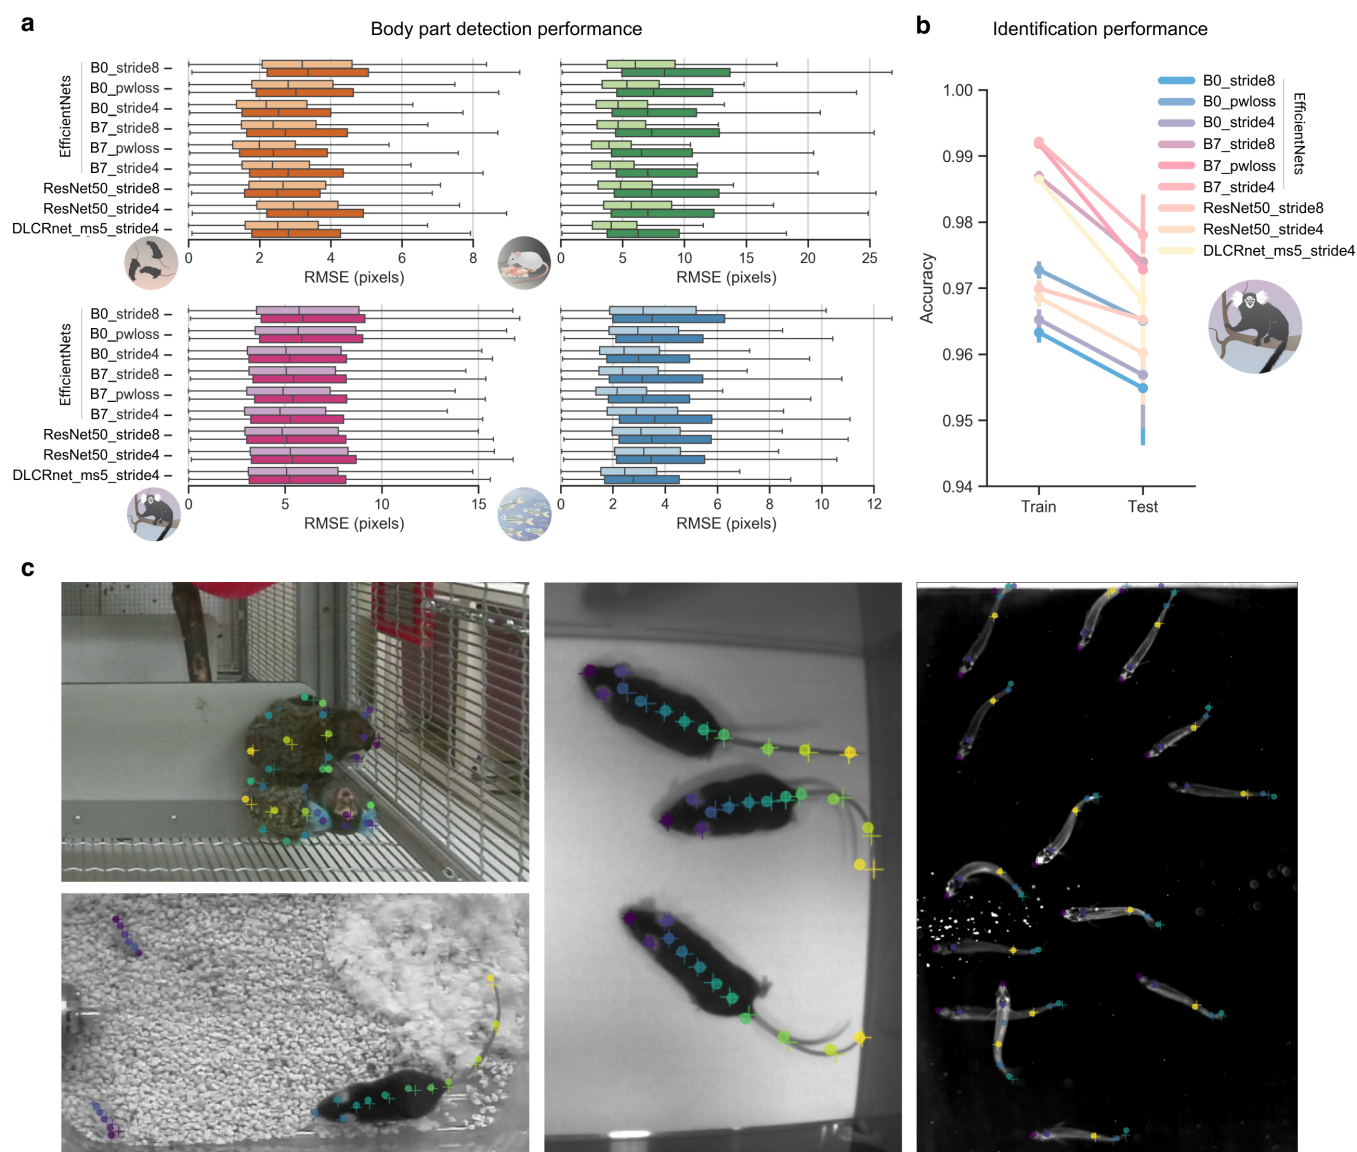 a
Body part detection performance
EfficientNets
B0_stride8
B0_pwloss
B0_stride4
B7_stride8
B7_pwloss
B7_stride4
ResNet50_stride8
ResNet50_stride4
DLCRnet_ms5_stride4
0 2 4 6 8
RMSE (pixels)
0 5 10 15 20 25
RMSE (pixels)
EfficientNets
B0_stride8
B0_pwloss
B0_stride4
B7_stride8
B7_pwloss
B7_stride4
ResNet50_stride8
ResNet50_stride4
DLCRnet_ms5_stride4
0 5 10 15
RMSE (pixels)
0 2 4 6 8 10 12
RMSE (pixels)
b
Identification performance
Accuracy
1.00
0.99
0.98
0.97
0.96
0.95
0.94
Train Test
B0_stride8
B0_pwloss
B0_stride4
B7_stride8
B7_pwloss
B7_stride4
ResNet50_stride8
ResNet50_stride4
DLCRnet_ms5_stride4
EfficientNets
c